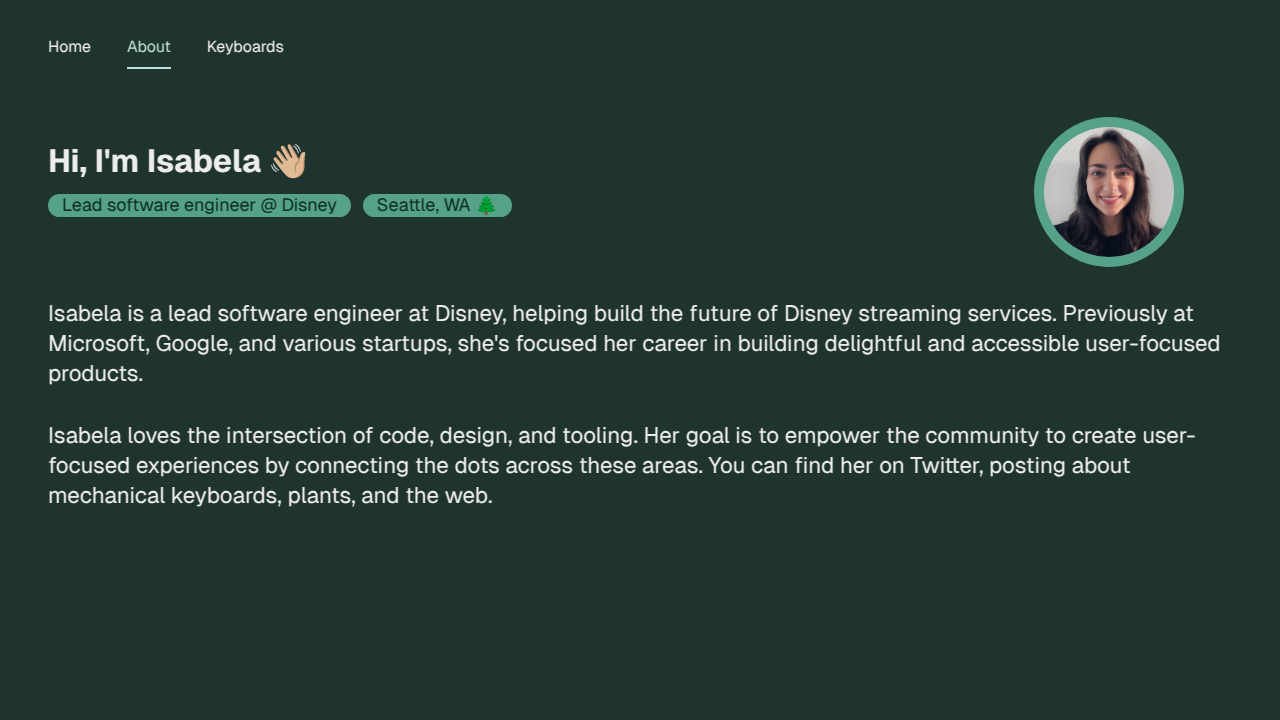 Home About Keyboards
Hi, I'm Isabela 👋🏼
Lead software engineer @ Disney Seattle, WA 🌲
Isabela is a lead software engineer at Disney, helping build the future of Disney streaming services. Previously at
Microsoft, Google, and various startups, she's focused her career in building delightful and accessible user-focused
products.
Isabela loves the intersection of code, design, and tooling. Her goal is to empower the community to create user-
focused experiences by connecting the dots across these areas. You can find her on Twitter, posting about
mechanical keyboards, plants, and the web.